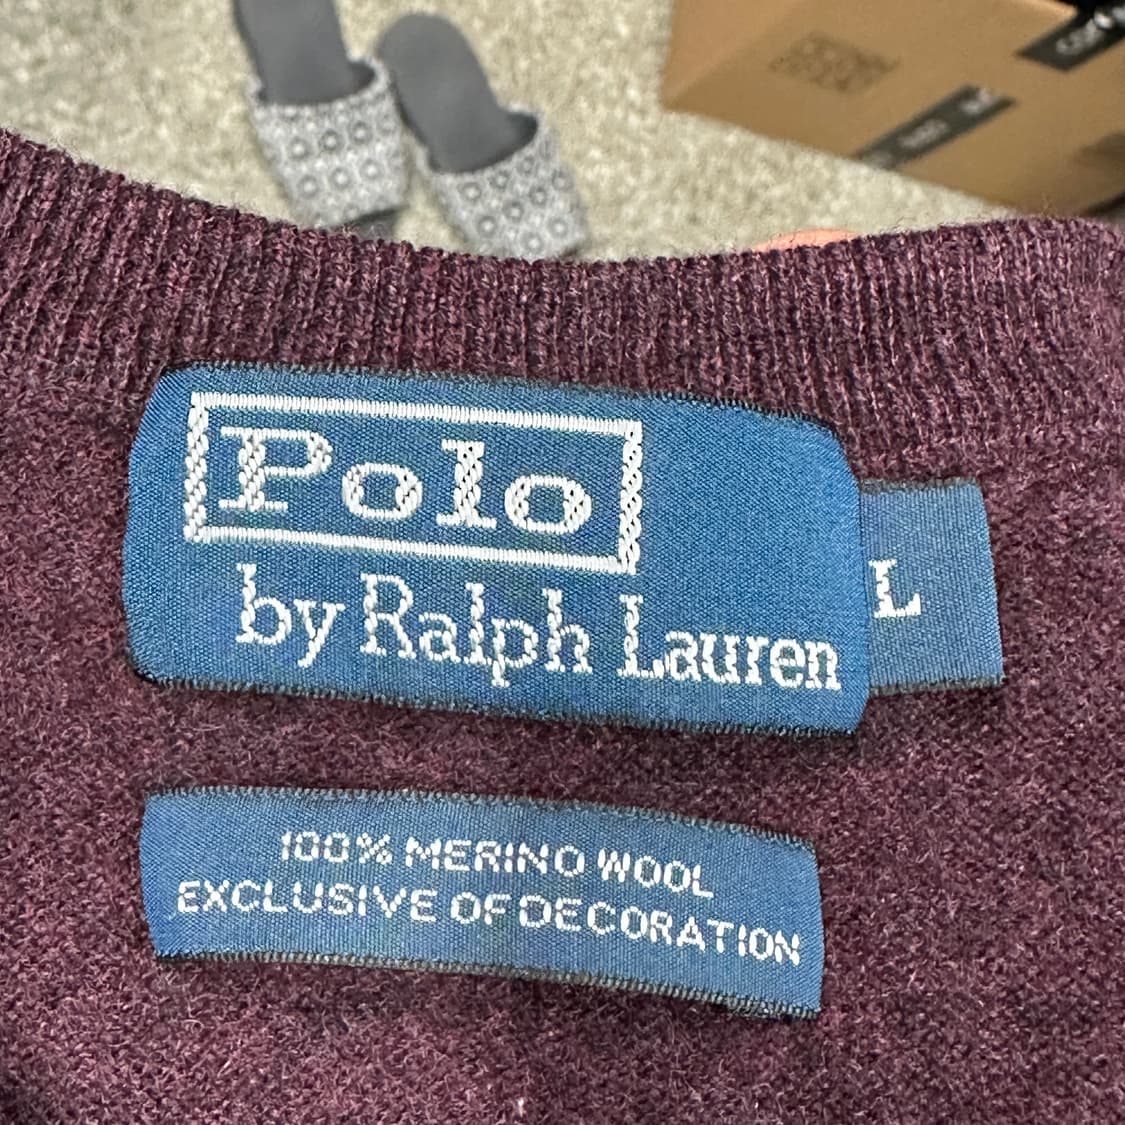 Polo
by Ralph Lauren
L
100% MERINO WOOL
EXCLUSIVE OF DECORATION